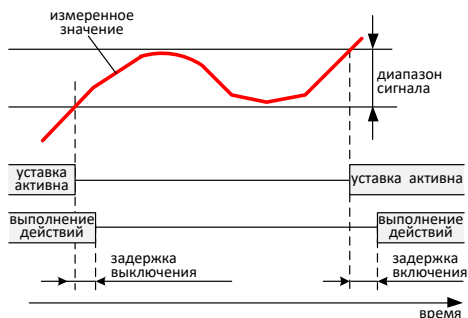 измеренное
значение
диапазон
сигнала
уставка
активна
уставка активна
выполнение
действий
выполнение
действий
задержка
выключения
задержка
включения
время